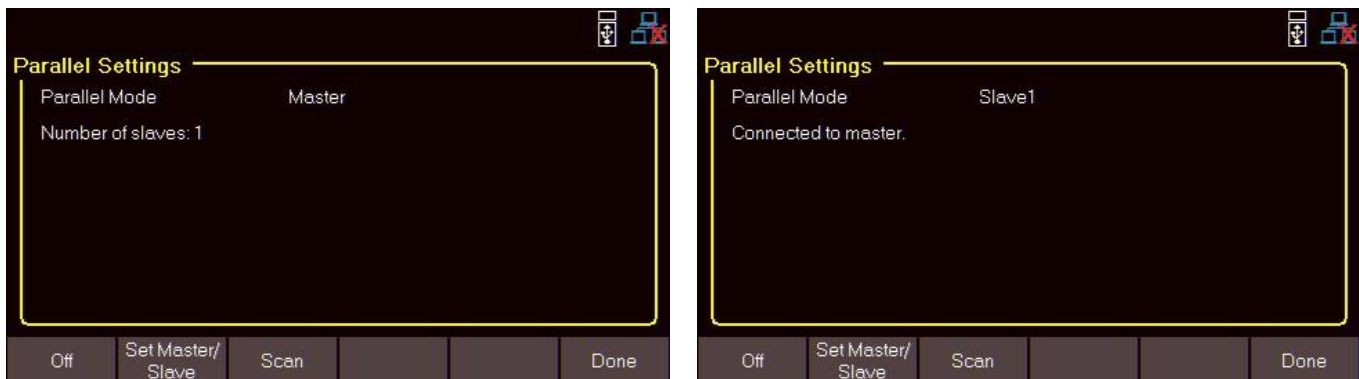 Parallel Settings
Parallel Mode Master
Number of slaves: 1
Off Set Master/ Scan Done
Slave
Parallel Settings
Parallel Mode Slave1
Connected to master.
Off Set Master/ Scan Done
Slave